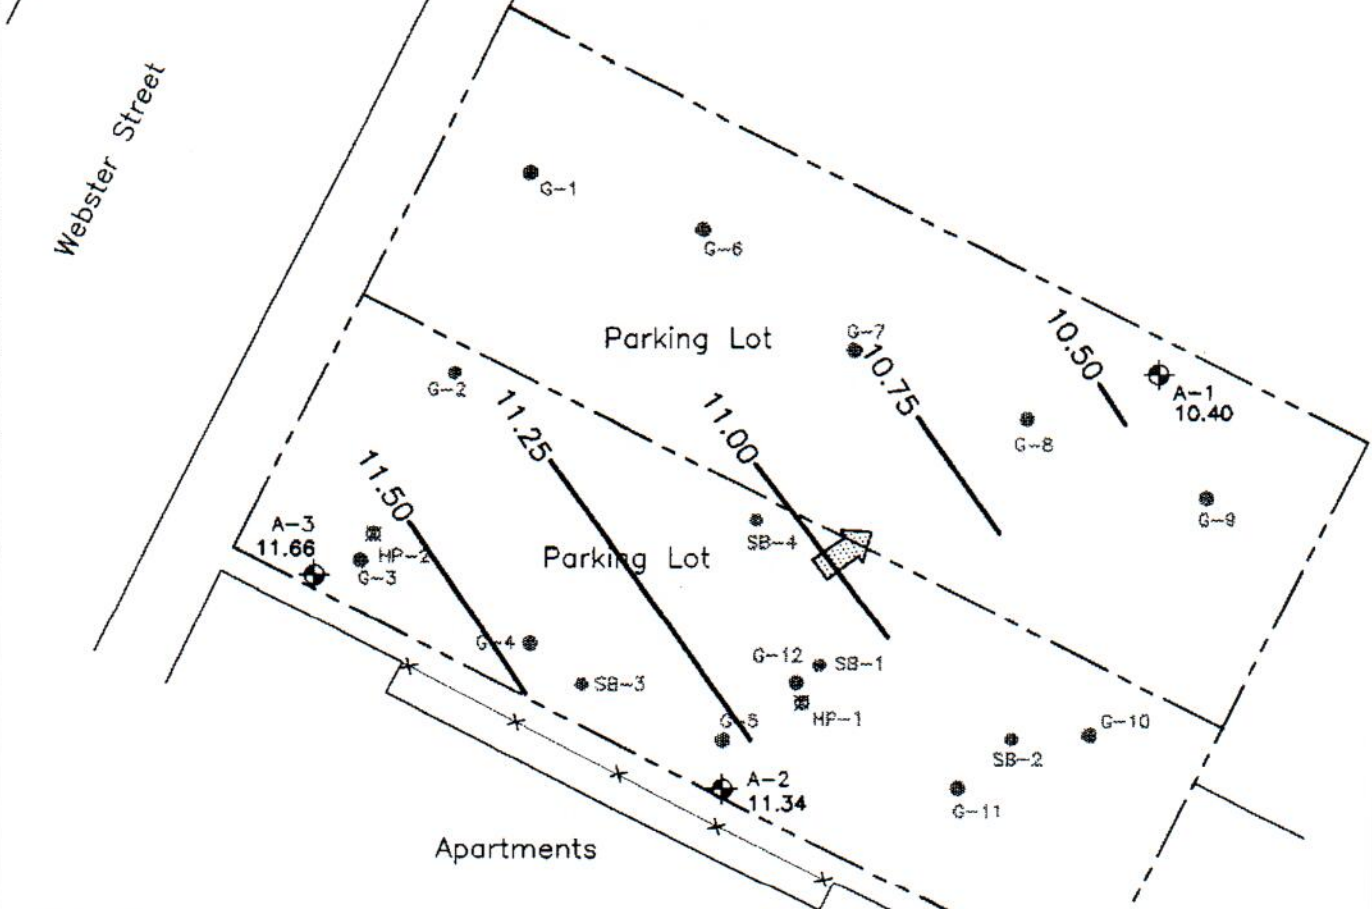 Webster Street
G-1
G-6
Parking Lot
G-7
10.75
10.50
A-1
10.40
G-2
11.25
11.00
G-8
11.50
G-9
A-3
11.66
HP-2
G-3
Parking Lot
SB-4
G-4
SB-3
G-12
SB-1
HP-1
G-5
G-10
SB-2
A-2
11.34
G-11
Apartments